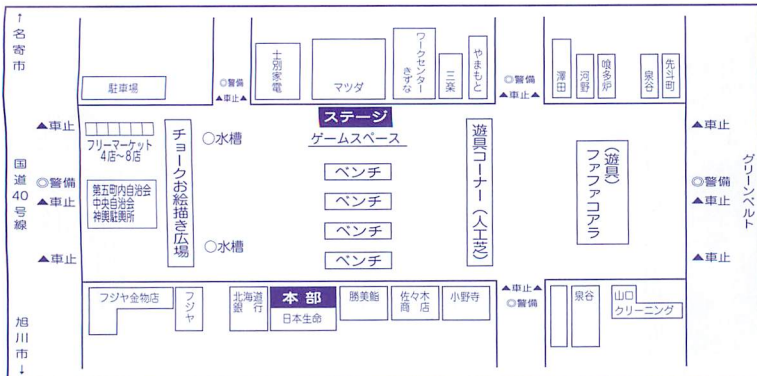 ↑名寄市
国道40号線
旭川市↓
駐車場
◎警備
▲車止▲
士別家電
マツダ
ワークセンター
きずな
三楽
やまもと
◎警備
▲車止▲
澤田
河野
喰多炉
泉谷
先斗町
▲車止
◎警備
▲車止
▲車止
フリーマーケット
4店〜8店
第五町内自治会
中央自治会
神輿駐輿所
チョークお絵描き広場
○水槽
○水槽
ステージ
ゲームスペース
ベンチ
ベンチ
ベンチ
ベンチ
遊具コーナー(人工芝)
(遊具)
ファファコアラ
▲車止
◎警備
▲車止
▲車止
グリーンベルト
フジヤ金物店
フジヤ
北海道
銀行
本部
日本生命
勝美鮨
佐々木
商店
小野寺
▲車止▲
◎警備
泉谷
山口
クリーニング